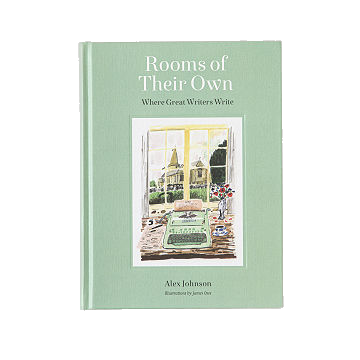 Rooms of
Their Own
Where Great Writers Write
Alex Johnson
Illustrations by James Oses